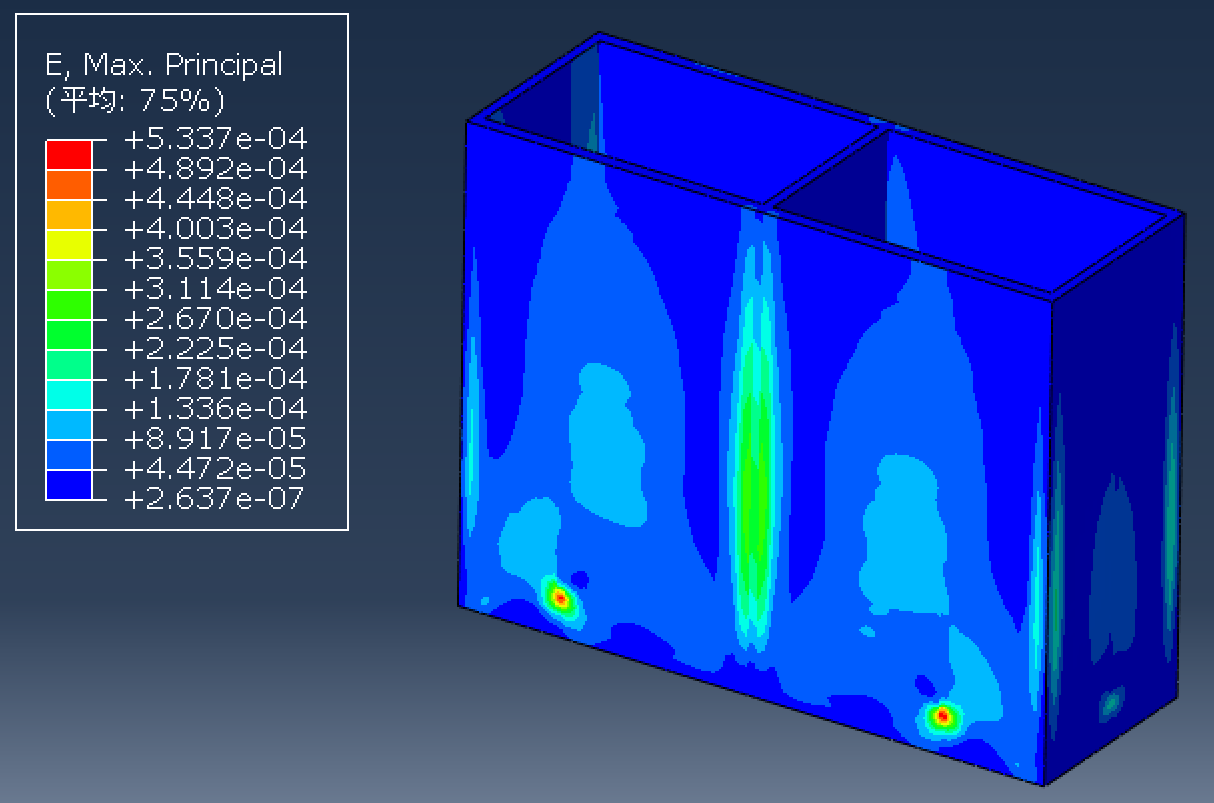 E, Max. Principal
(平均: 75%)
+5.337e-04
+4.892e-04
+4.448e-04
+4.003e-04
+3.559e-04
+3.114e-04
+2.670e-04
+2.225e-04
+1.781e-04
+1.336e-04
+8.917e-05
+4.472e-05
+2.637e-07